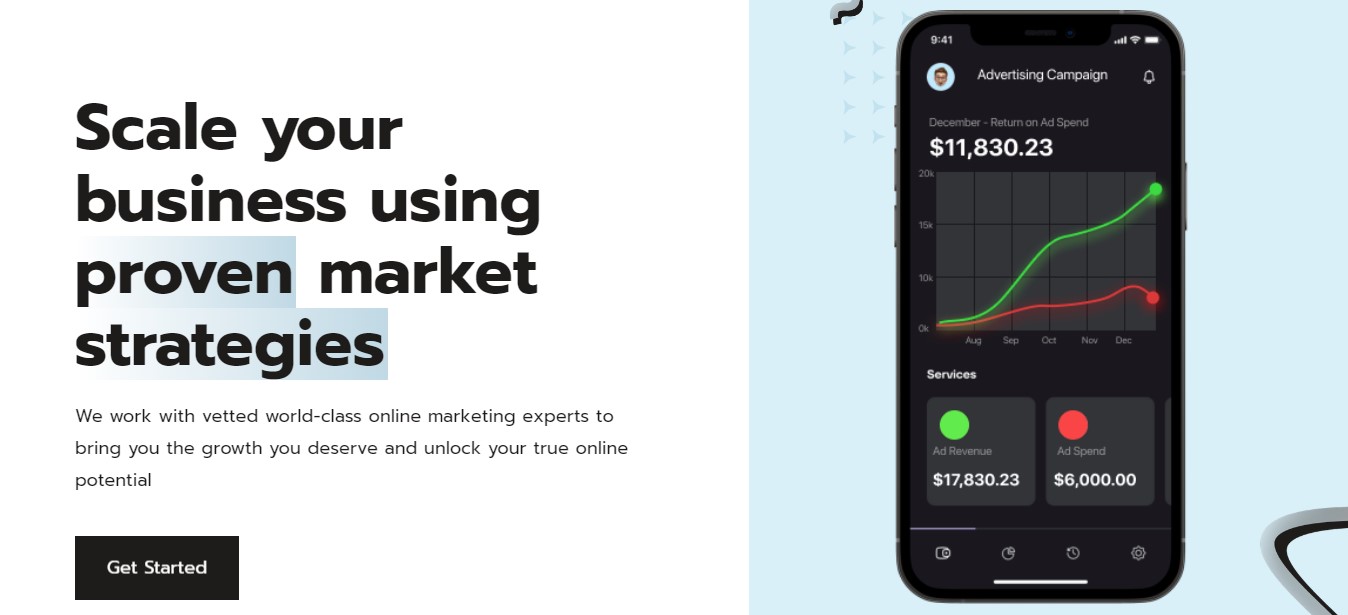 Scale your
business using
proven market
strategies
We work with vetted world-class online marketing experts to
bring you the growth you deserve and unlock your true online
potential
Get Started
9:41
Advertising Campaign
December - Return on Ad Spend
$11,830.23
20k
15k
10k
0k
Aug Sep Oct Nov Dec
Services
Ad Revenue
$17,830.23
Ad Spend
$6,000.00